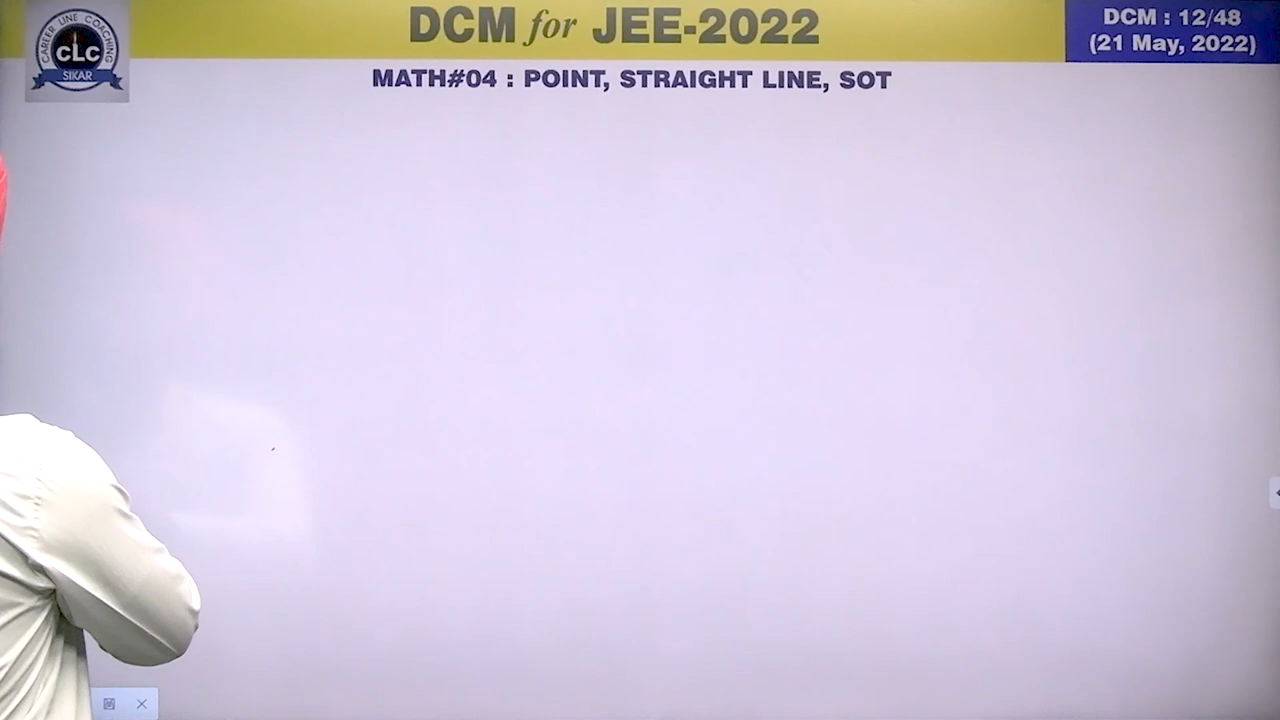 CAREER LINE COACHING
CLC
SIKAR
DCM for JEE-2022
DCM : 12/48
(21 May, 2022)
MATH#04 : POINT, STRAIGHT LINE, SOT